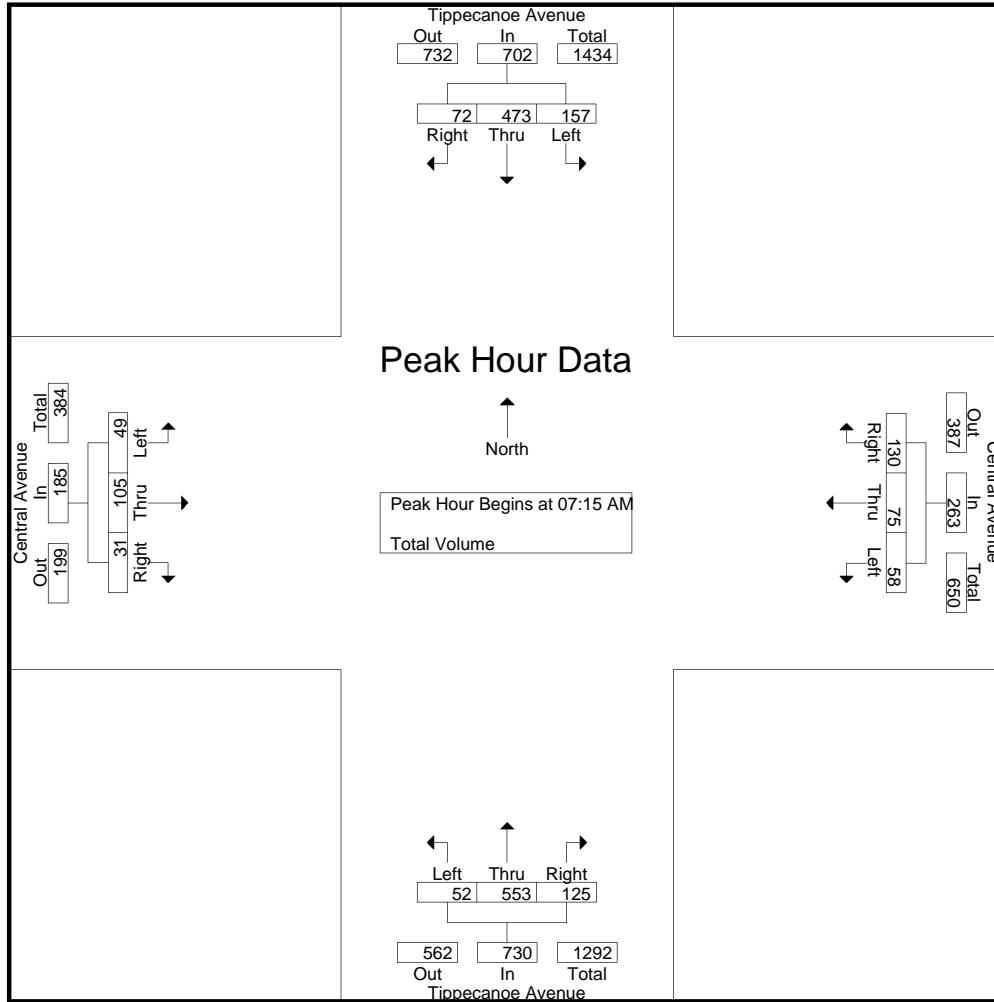 Tippecanoe Avenue
Out In Total
732 702 1434
72 473 157
Right Thru Left
Peak Hour Data
North
Peak Hour Begins at 07:15 AM
Total Volume
Central Avenue
Total In Out
384 185 199
49 105 31
Left Thru Right
Central Avenue
Out In Total
387 263 650
130 75 58
Right Thru Left
Left Thru Right
52 553 125
562 730 1292
Out In Total
Tippecanoe Avenue